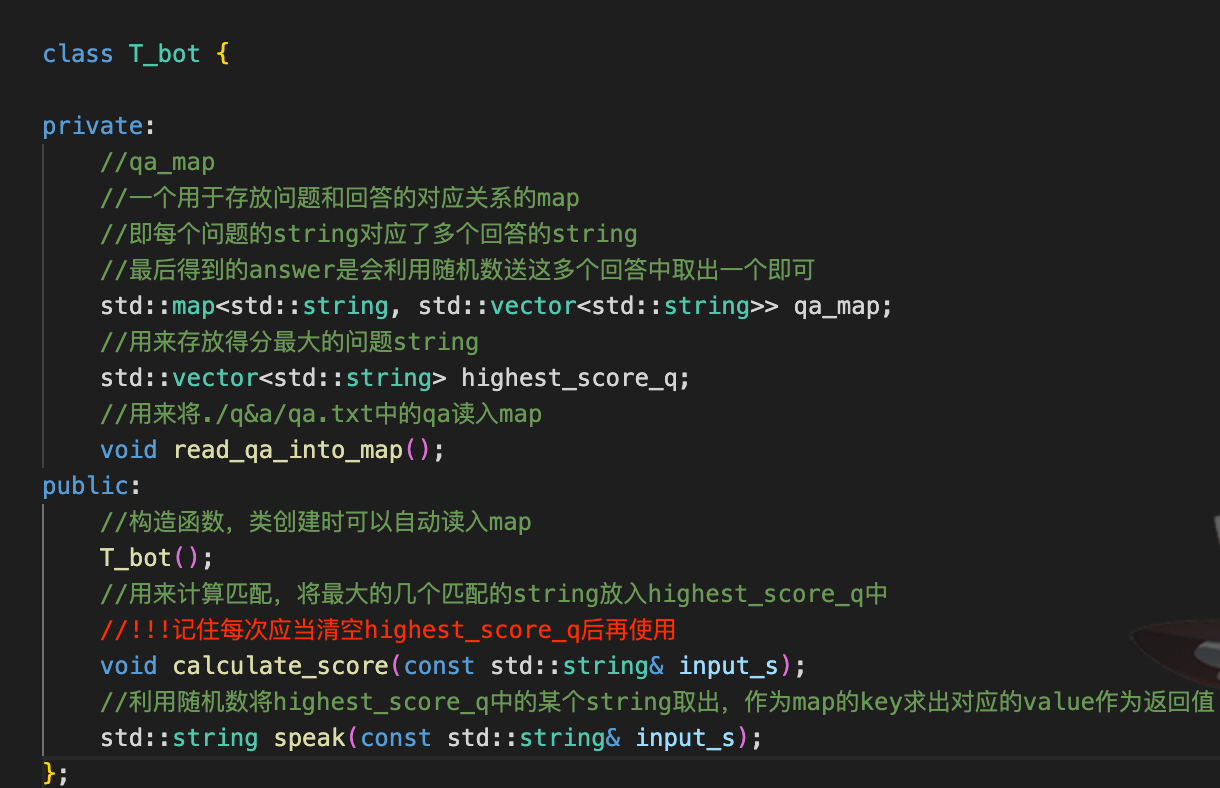 class T_bot {
private:
//qa_map
//一个用于存放问题和回答的对应关系的map
//即每个问题的string对应了多个回答的string
//最后得到的answer是会利用随机数送这多个回答中取出一个即可
std::map<std::string, std::vector<std::string>> qa_map;
//用来存放得分最大的问题string
std::vector<std::string> highest_score_q;
//用来将./q&a/qa.txt中的qa读入map
void read_qa_into_map();
public:
//构造函数，类创建时可以自动读入map
T_bot();
//用来计算匹配，将最大的几个匹配的string放入highest_score_q中
//!!!记住每次应当清空highest_score_q后再使用
void calculate_score(const std::string& input_s);
//利用随机数将highest_score_q中的某个string取出，作为map的key求出对应的value作为返回值
std::string speak(const std::string& input_s);
};